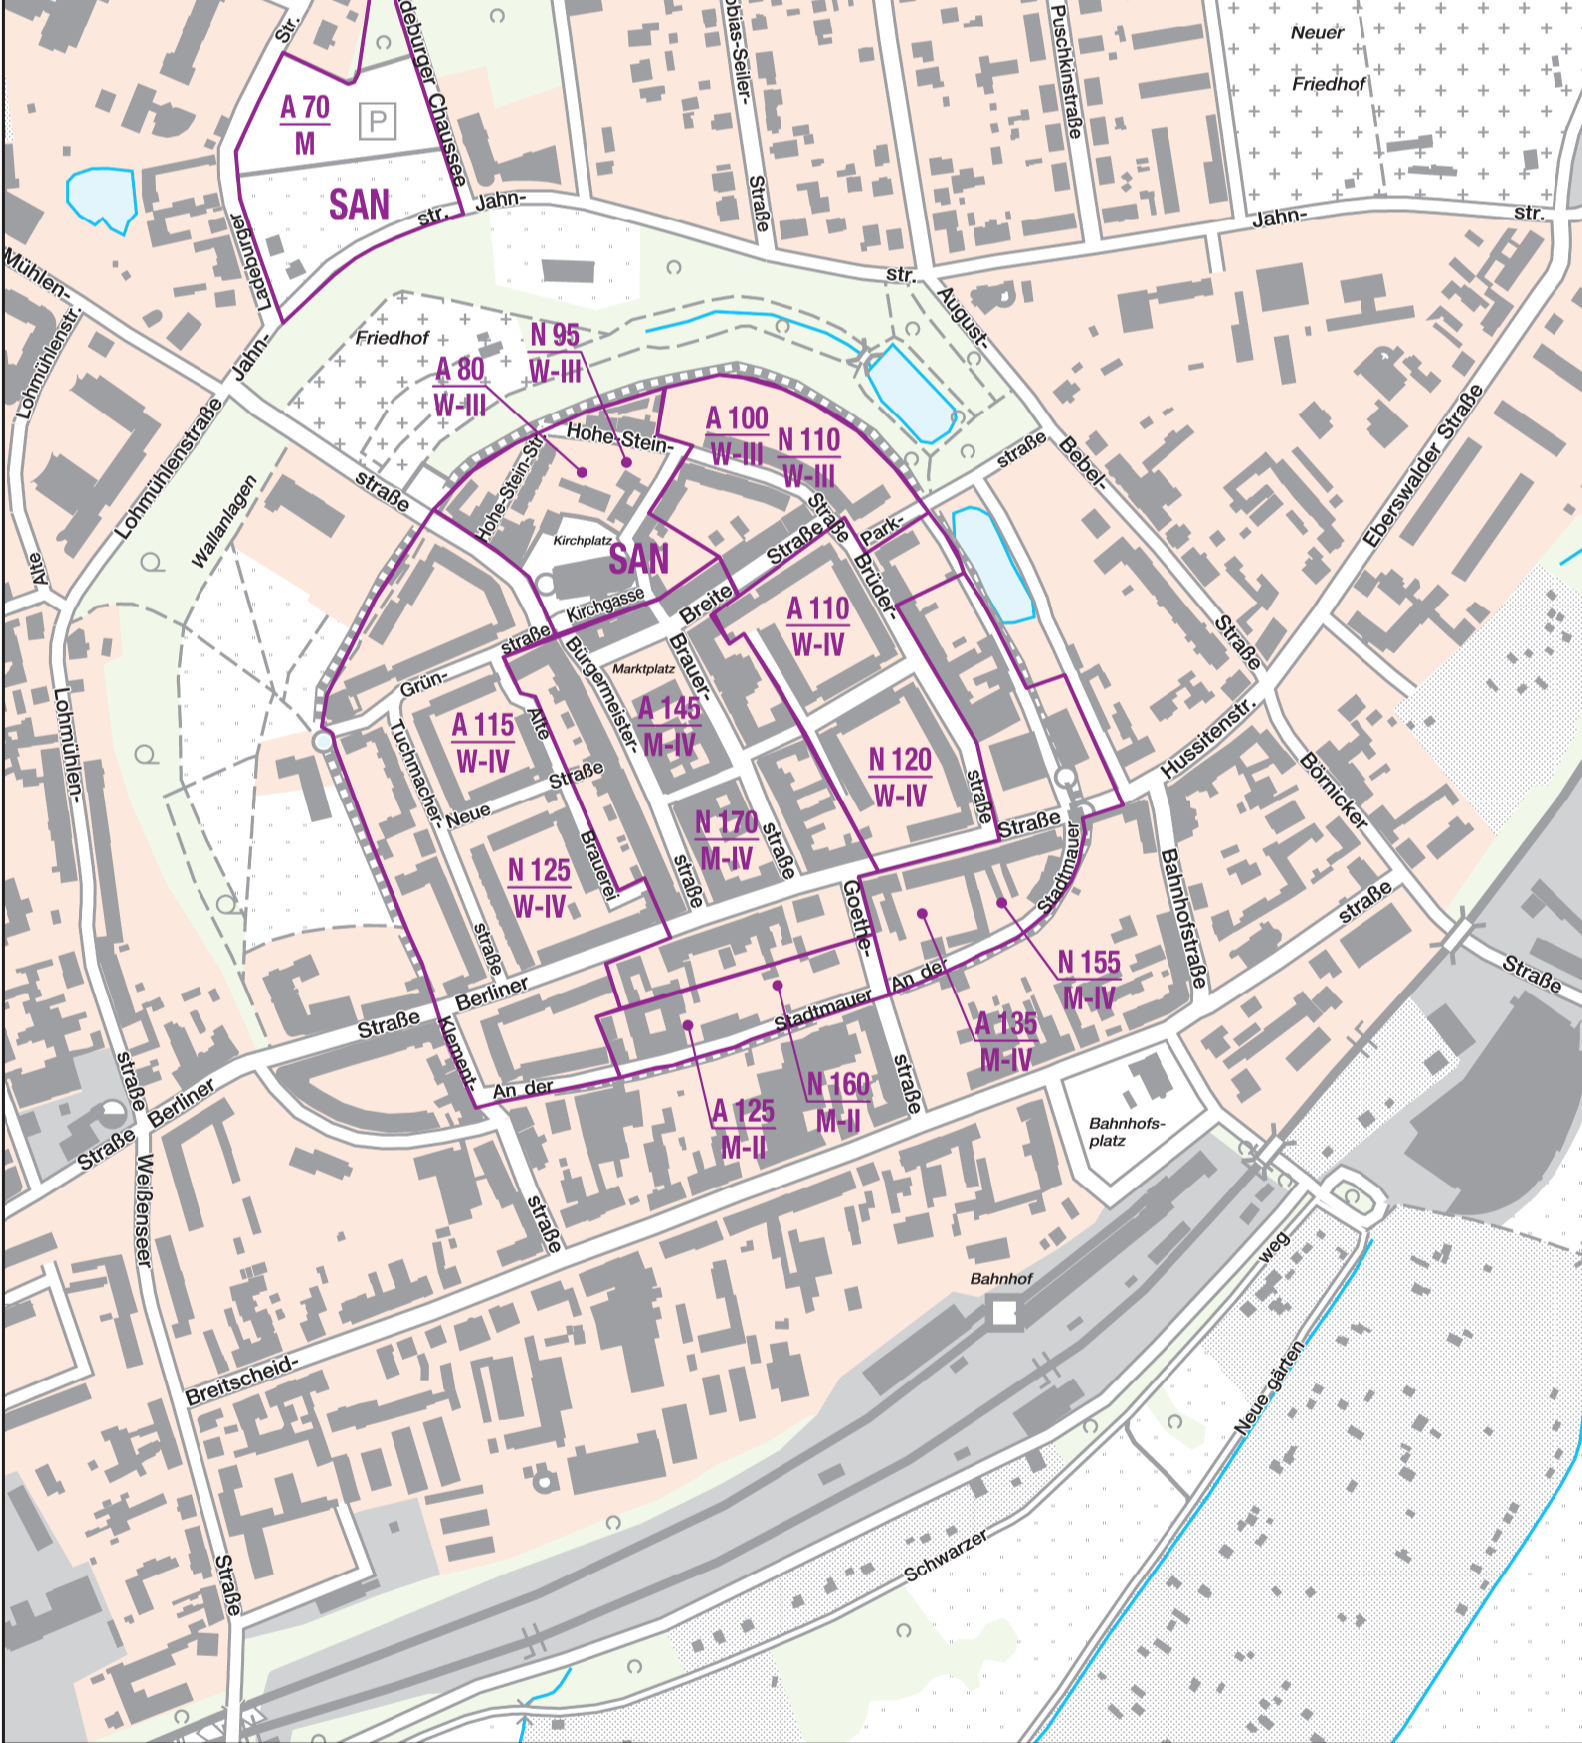 Str.
deburger Chaussee
obias-Seiler-
Straße
Puschkinstraße
Neuer
Friedhof
A 70
M
P
SAN
str.
Jahn-
Ladeburger
Jahn-
str.
Jahn-
str.
Mühlen-
Lohmühlenstr.
Friedhof
August-
N 95
W-III
A 80
W-III
Hohe-Stein-
Hohe-Stein-Str.
A 100
W-III
N 110
W-III
Straße
straße
Bebel-
Straße
Eberswalder Straße
Lohmühlenstraße
straße
Wallanlagen
Alte
Kirchplatz
SAN
Kirchgasse
Breite
Straße
Park-
Brüder-
straße
A 110
W-IV
Grün-
straße
Marktplatz
Bürgermeister-
straße
Brauer-
straße
A 145
M-IV
A 115
W-IV
Alte
Brauerei
Tuchmacher-
straße
Neue
Straße
N 120
W-IV
N 170
M-IV
N 125
W-IV
Lohmühlen-
straße
Hussitenstr.
Börnicker
Straße
Straße
Stadtmauer
Bahnhofstraße
straße
Goethe-
straße
An der
N 155
M-IV
A 135
M-IV
Berliner
Straße
Klement-
straße
Stadtmauer
An der
N 160
M-II
A 125
M-II
Berliner
Straße
Weißenseer
Straße
Bahnhofs-
platz
Bahnhof
Breitscheid-
weg
Neue gärten
Schwarzer